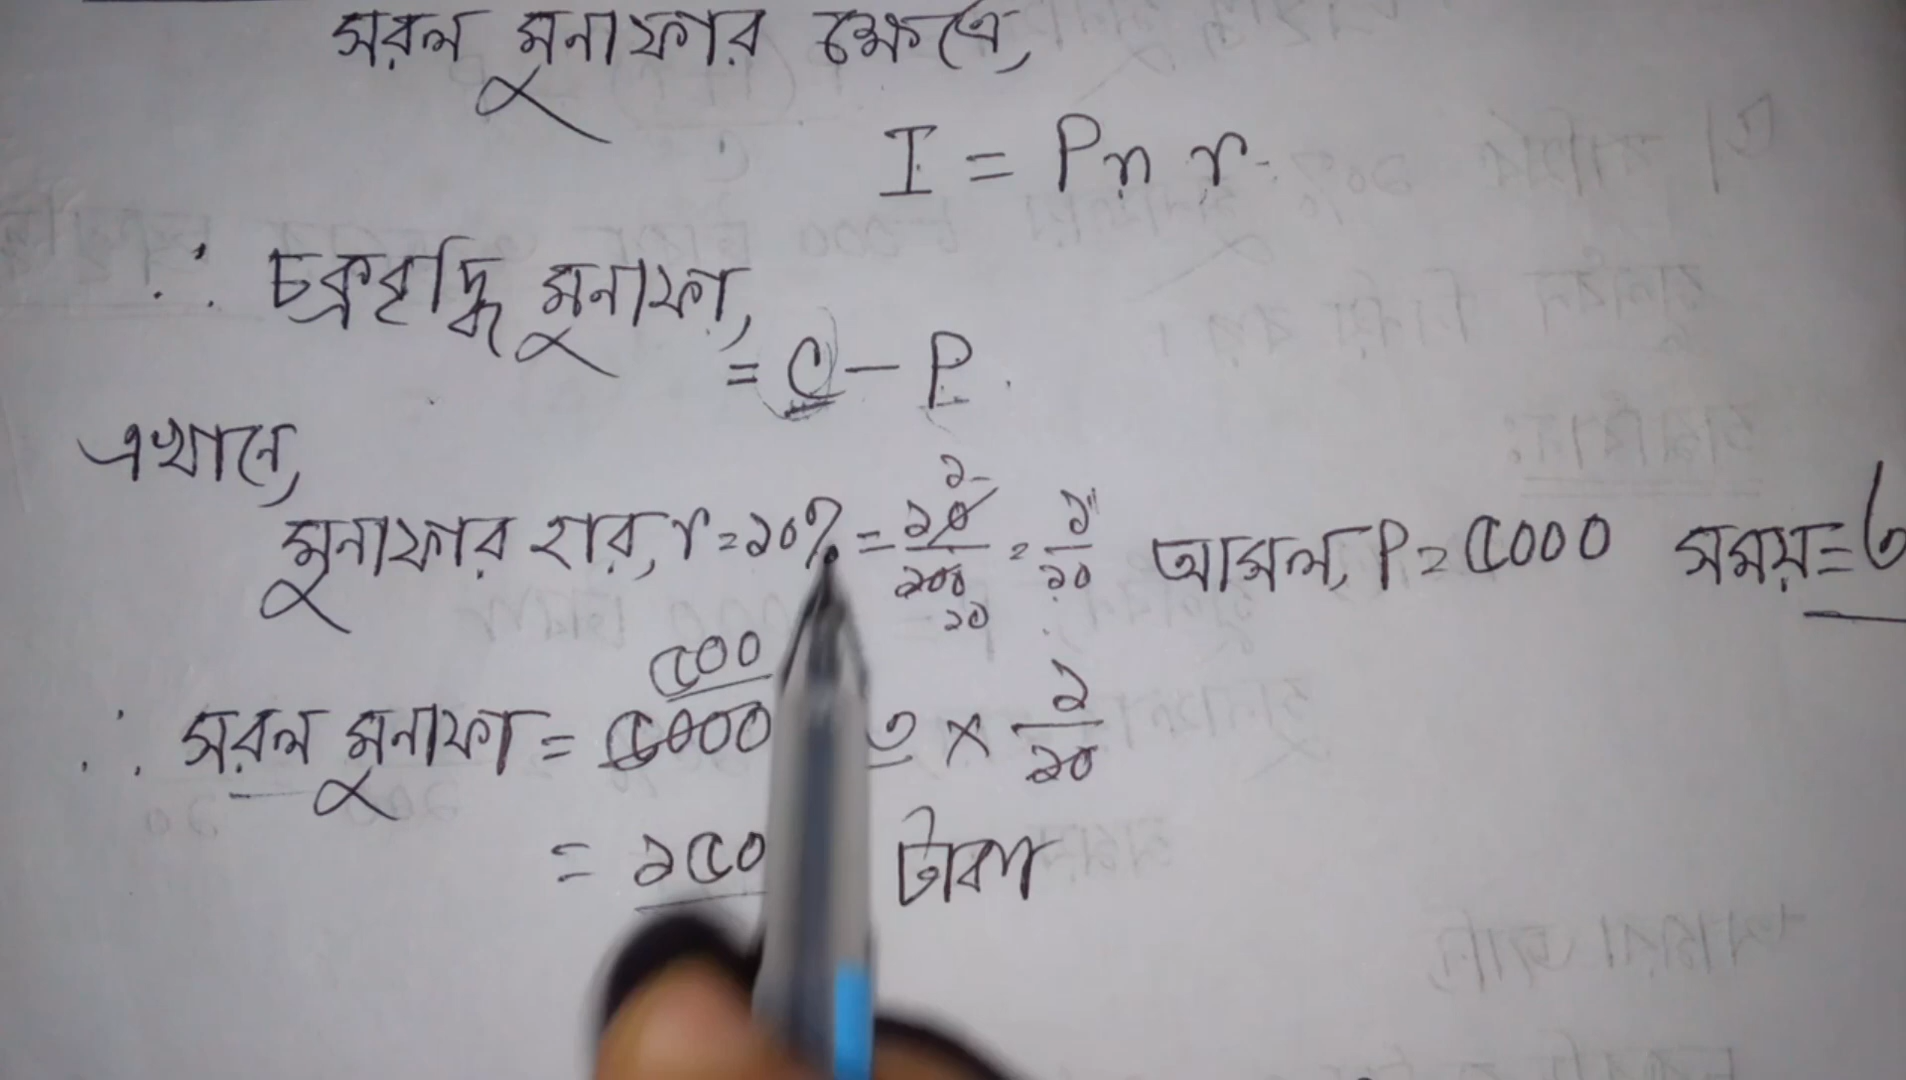 সরল মুনাফার ক্ষেত্রে,
I = Pnr
∴ চক্রবৃদ্ধি মুনাফা,
= C - P
এখানে,
মুনাফার হার, r = ১০% = ১০/১০০ = ১/১০ আসল, P = ৫০০০ সময় = ৩
৫০০
∴ সরল মুনাফা = ৫০০০ ৩ × ১/১০
= ১৫০ টাকা